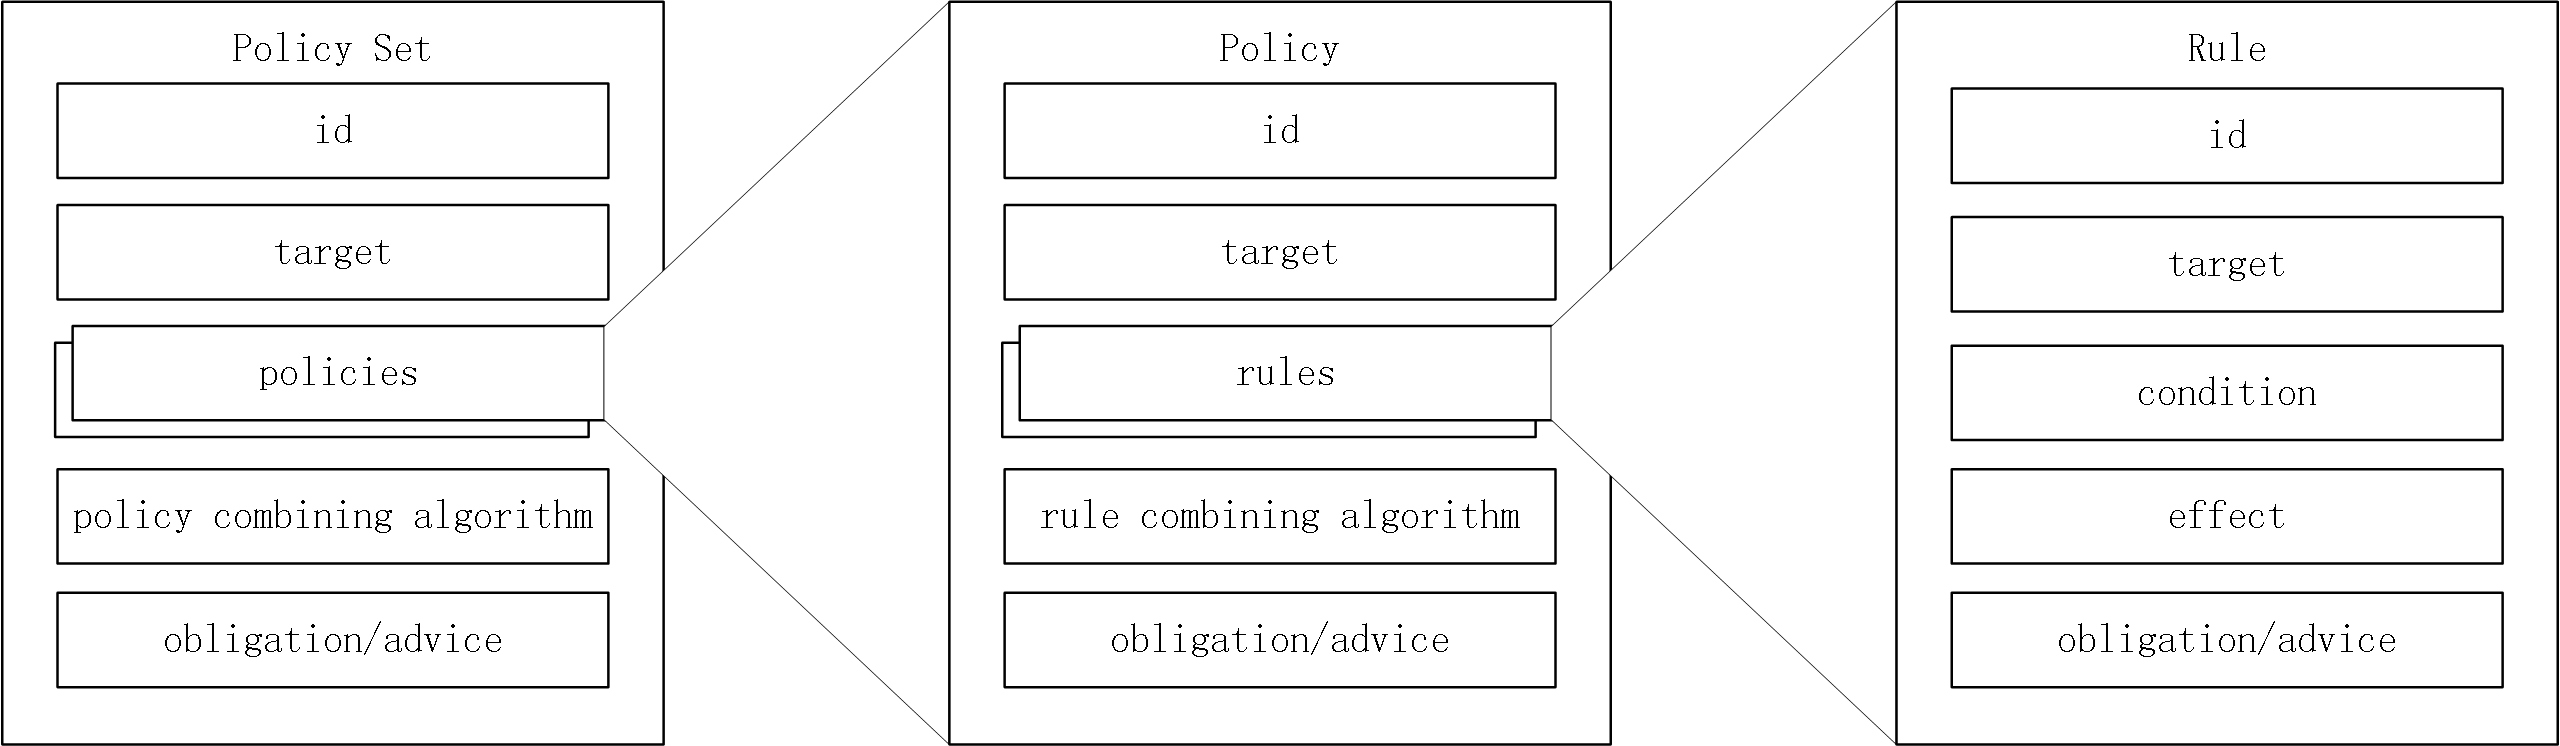 Policy Set
id
target
policies
policy combining algorithm
obligation/advice
Policy
id
target
rules
rule combining algorithm
obligation/advice
Rule
id
target
condition
effect
obligation/advice